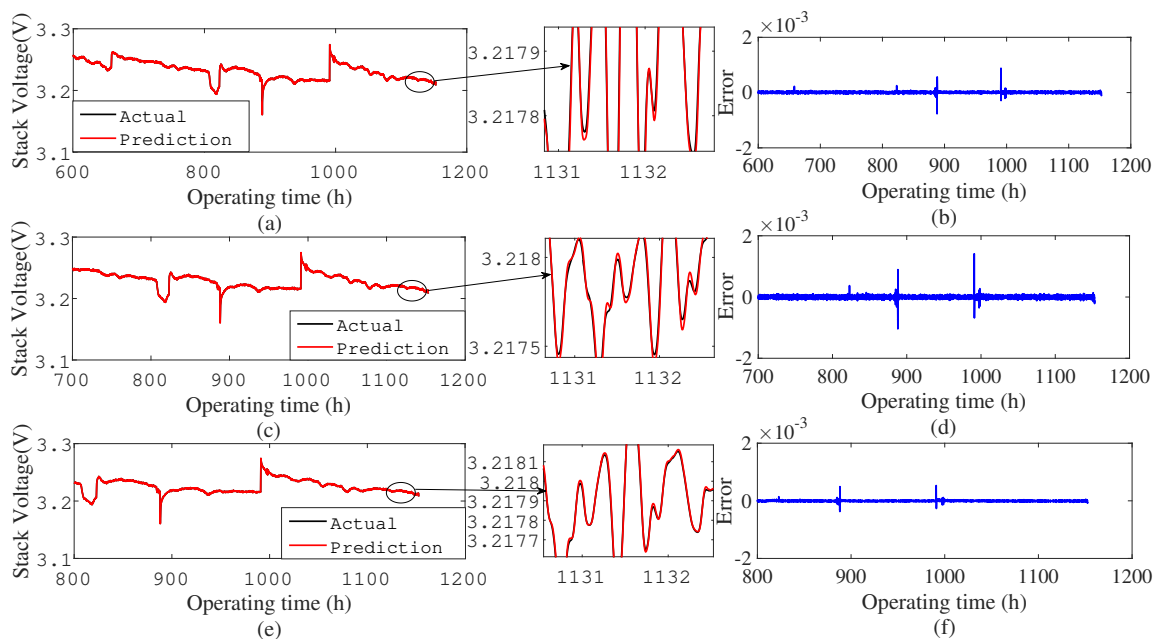 Stack Voltage(V)
3.3
3.2
3.1
Actual
Prediction
600 800 1000 1200
Operating time (h)
(a)
3.2179
3.2178
1131 1132
×10⁻³
Error
2
0
-2
600 700 800 900 1000 1100 1200
Operating time (h)
(b)
Stack Voltage(V)
3.3
3.2
3.1
Actual
Prediction
700 800 900 1000 1100 1200
Operating time (h)
(c)
3.218
3.2175
1131 1132
×10⁻³
Error
2
0
-2
700 800 900 1000 1100 1200
Operating time (h)
(d)
Stack Voltage(V)
3.3
3.2
3.1
Actual
Prediction
800 900 1000 1100 1200
Operating time (h)
(e)
3.2181
3.218
3.2179
3.2178
3.2177
1131 1132
×10⁻³
Error
2
0
-2
800 900 1000 1100 1200
Operating time (h)
(f)